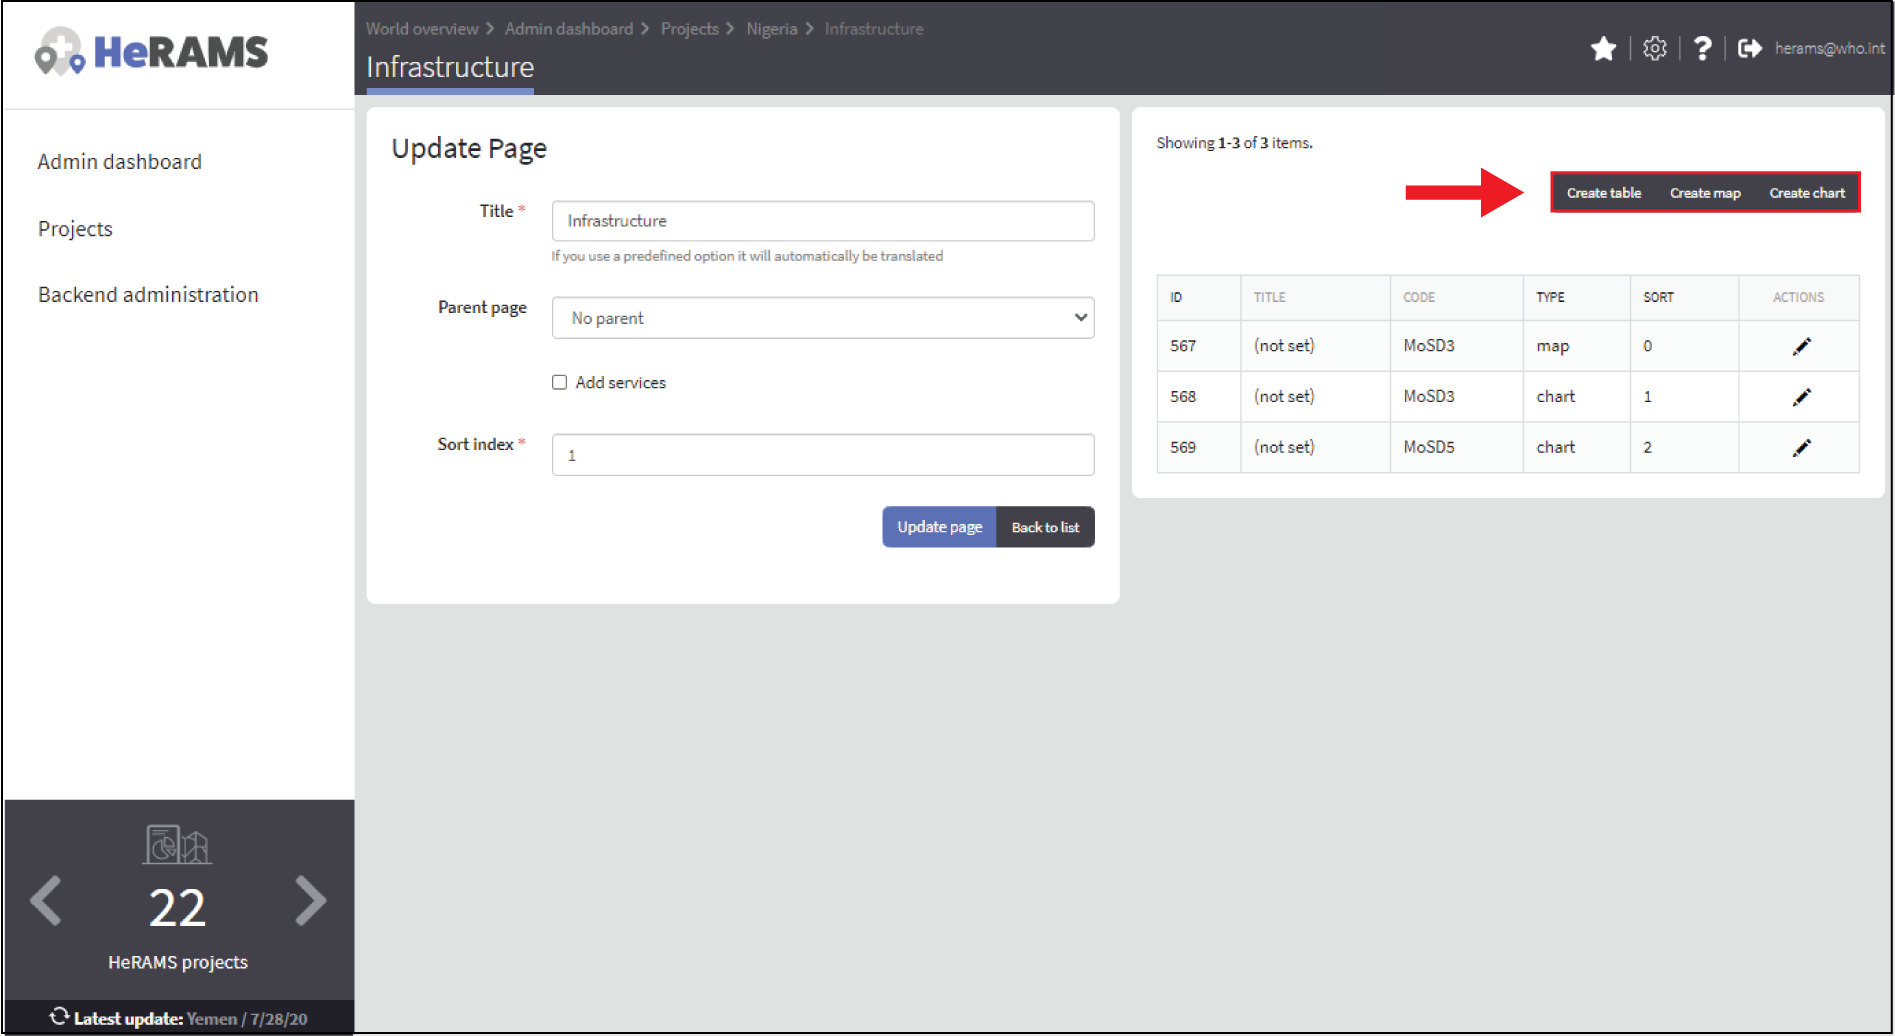 HeRAMS
World overview > Admin dashboard > Projects > Nigeria > Infrastructure
Infrastructure
herams@who.int
Admin dashboard
Projects
Backend administration
22
HeRAMS projects
Latest update: Yemen / 7/28/20
Update Page
Title *
Infrastructure
If you use a predefined option it will automatically be translated
Parent page
No parent
Add services
Sort index *
1
Update page Back to list
Showing 1-3 of 3 items.
Create table Create map Create chart
ID TITLE CODE TYPE SORT ACTIONS
567 (not set) MoSD3 map 0
568 (not set) MoSD3 chart 1
569 (not set) MoSD5 chart 2